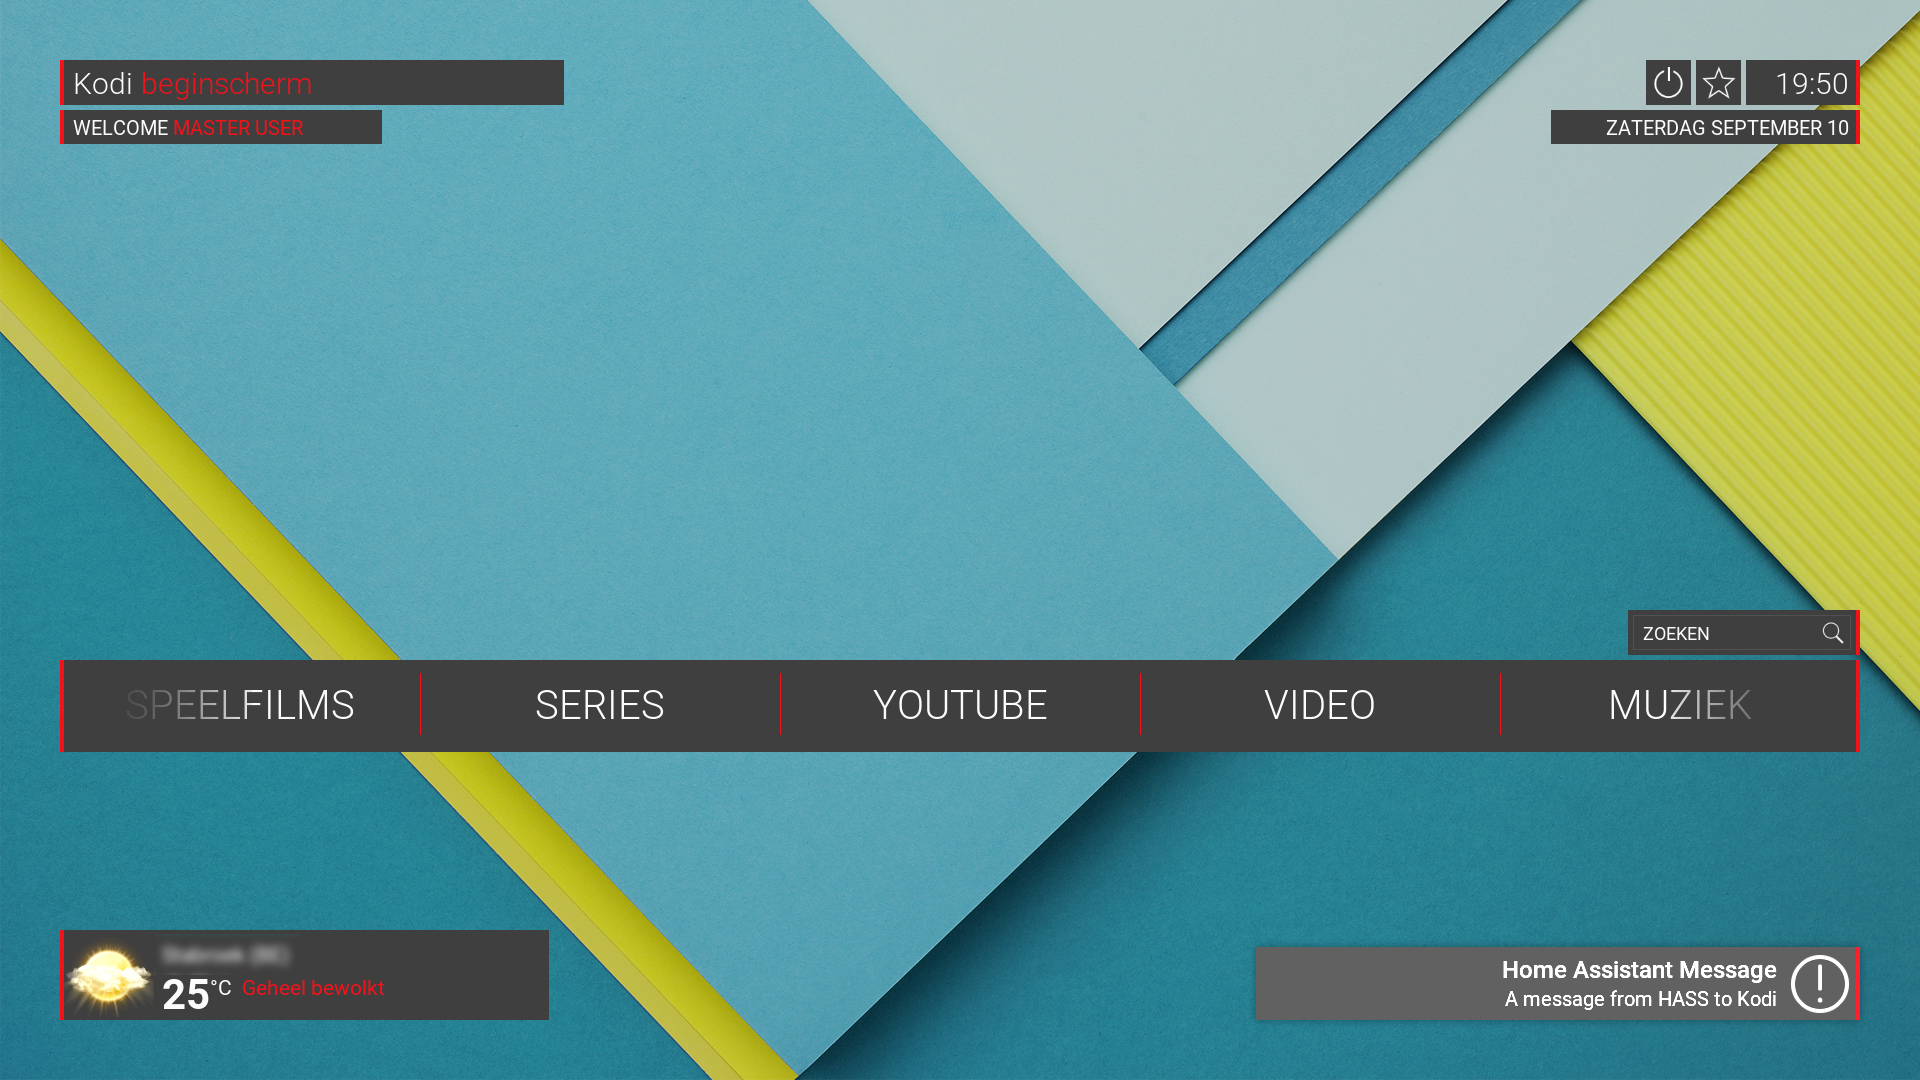 Kodi beginscherm
19:50
WELCOME MASTER USER
ZATERDAG SEPTEMBER 10
ZOEKEN
SPEELFILMS
SERIES
YOUTUBE
VIDEO
MUZIEK
25°C Geheel bewolkt
Home Assistant Message
A message from HASS to Kodi